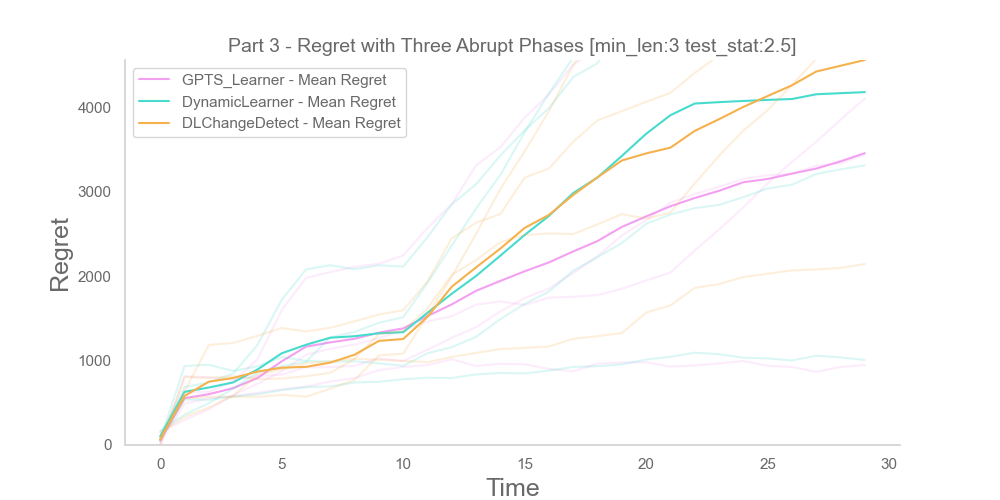 Part 3 - Regret with Three Abrupt Phases [min_len:3 test_stat:2.5]
GPTS_Learner - Mean Regret
DynamicLearner - Mean Regret
DLChangeDetect - Mean Regret
4000
3000
2000
1000
0
Regret
0 5 10 15 20 25 30
Time